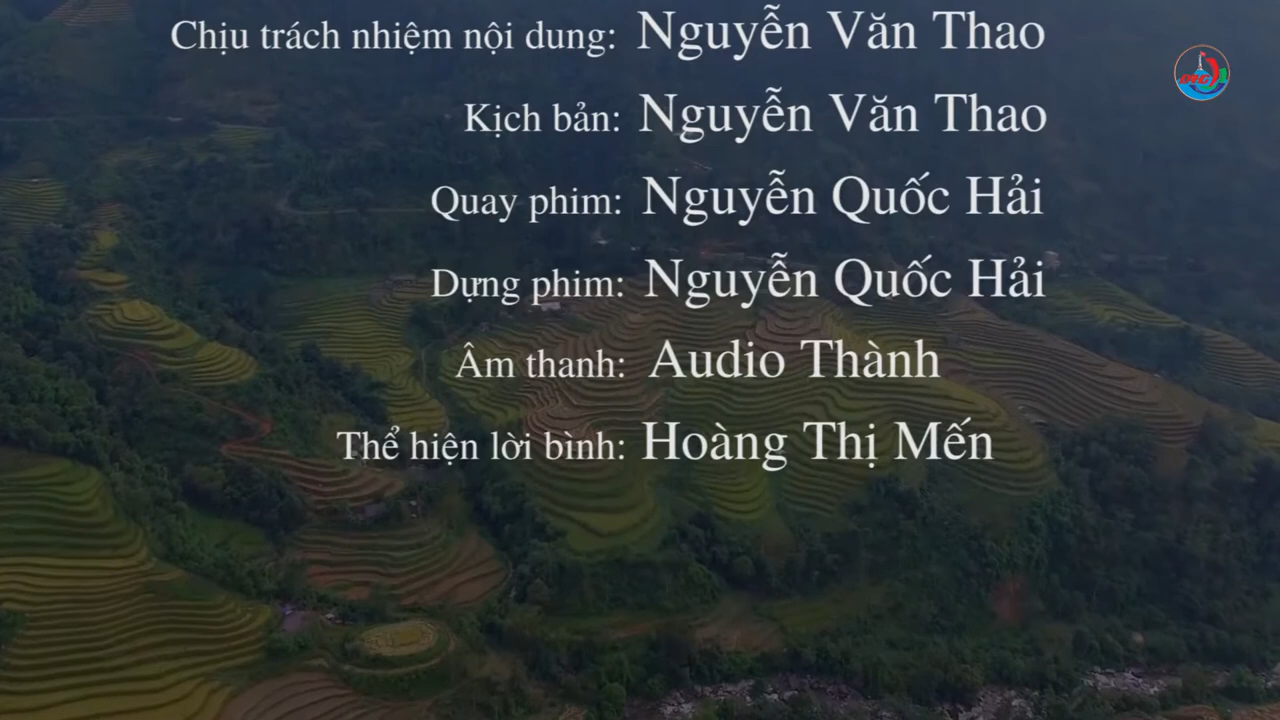 Chịu trách nhiệm nội dung: Nguyễn Văn Thao
Kịch bản: Nguyễn Văn Thao
Quay phim: Nguyễn Quốc Hải
Dựng phim: Nguyễn Quốc Hải
Âm thanh: Audio Thành
Thể hiện lời bình: Hoàng Thị Mến